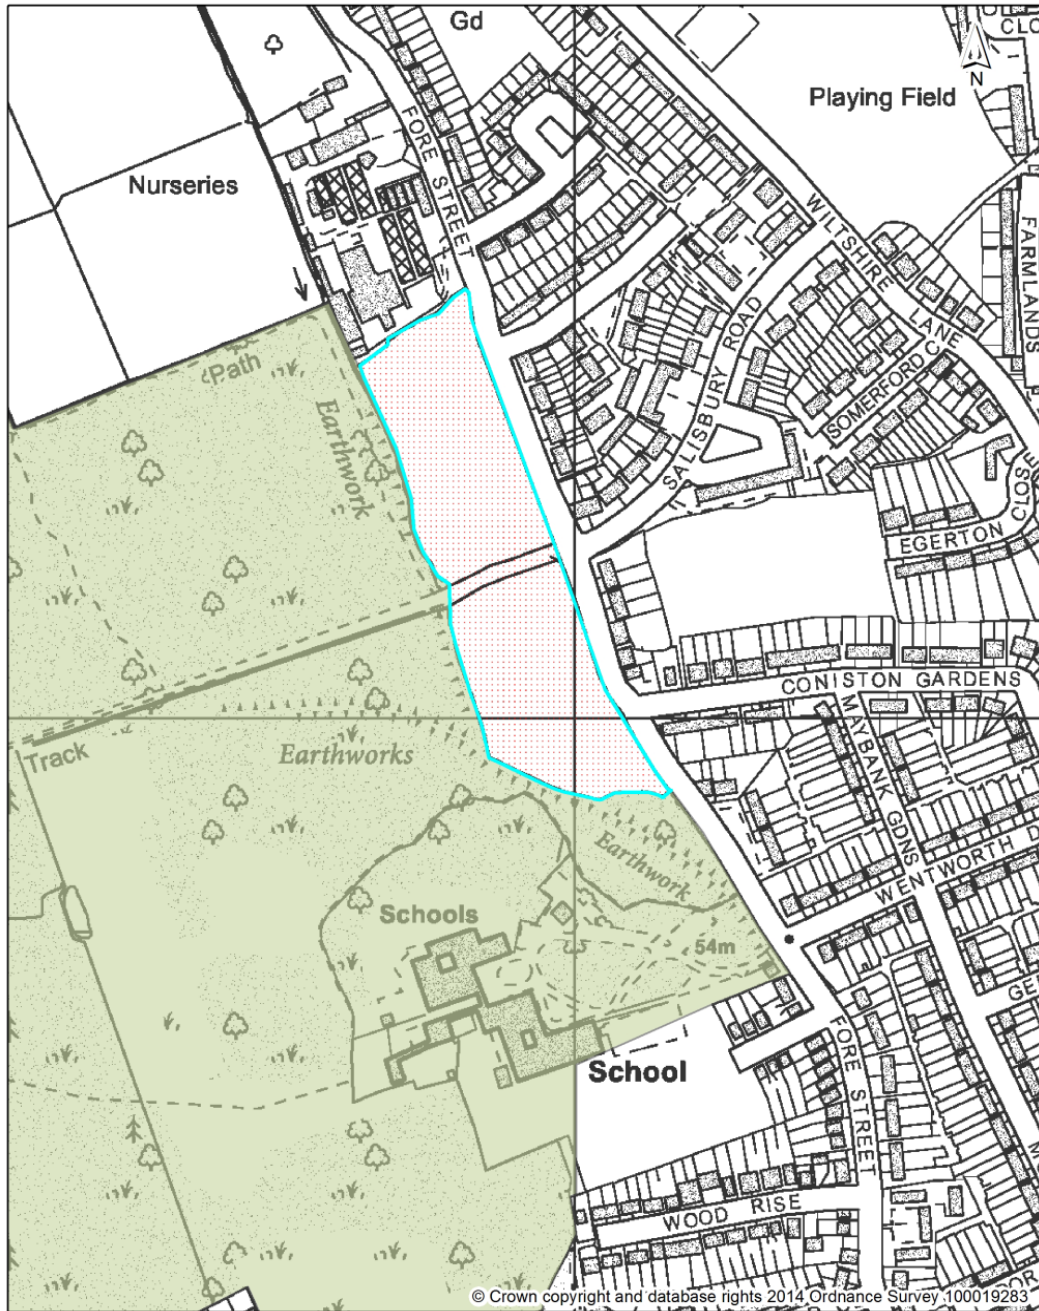 Gd
CLO
N
Playing Field
FORE STREET
Nurseries
WILTSHIRE LANE
FARMLANDS
Path
SALISBURY ROAD
SOMERFORD CL
Earthwork
EGERTON CLOSE
CONISTON GARDENS
MAYBANK GDNS
Track
Earthworks
WENTWORTH D
Earthwork
Schools
54m
GE
School
FORE STREET
WOOD RISE
© Crown copyright and database rights 2014 Ordnance Survey 100019283